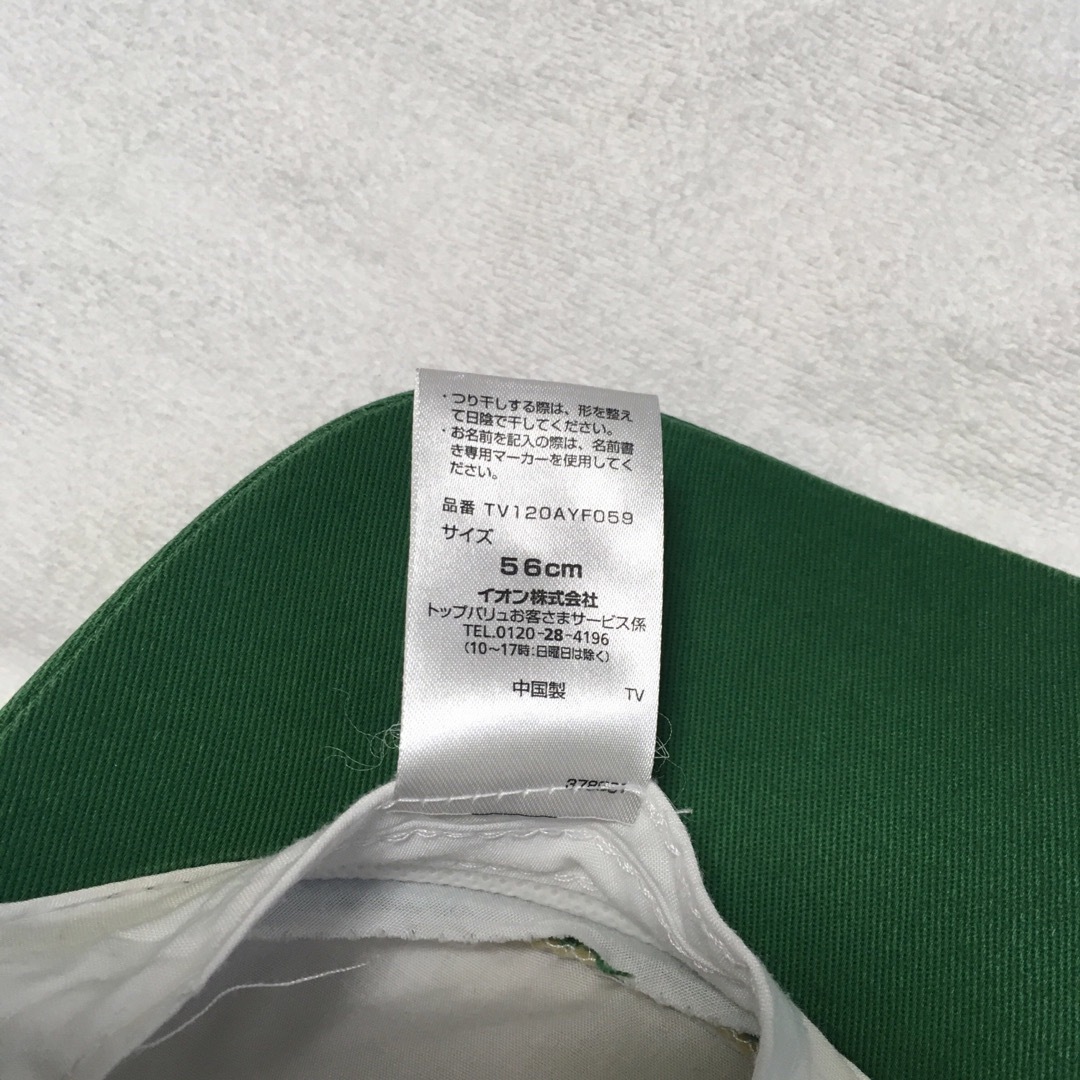 ・つり干しする際は、形を整え
て日陰で干してください。
・お名前を記入の際は、名前書
き専用マーカーを使用してく
ださい。
品番 TV120AYF059
サイズ
56cm
イオン株式会社
トップバリュお客さまサービス係
TEL.0120-28-4196
(10〜17時:日曜日は除く)
中国製 TV